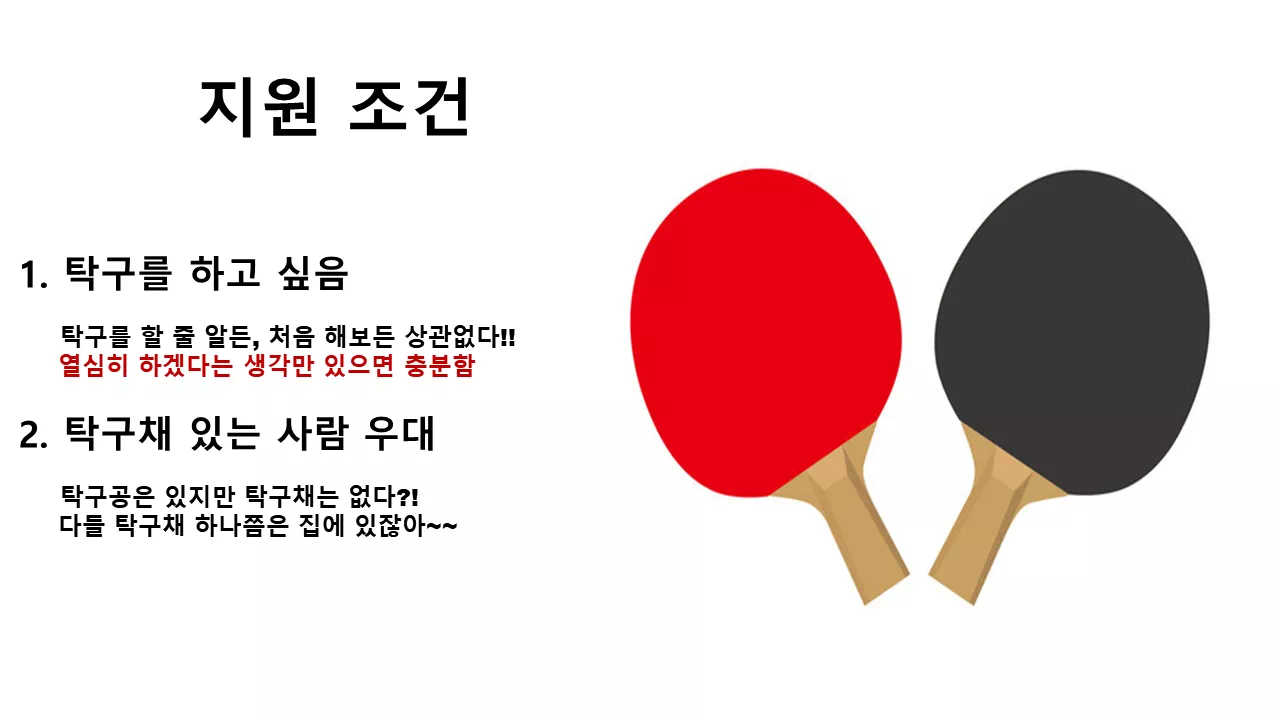 지원 조건
1. 탁구를 하고 싶음
탁구를 할 줄 알든, 처음 해보든 상관없다!!
열심히 하겠다는 생각만 있으면 충분함
2. 탁구채 있는 사람 우대
탁구공은 있지만 탁구채는 없다?!
다들 탁구채 하나쯤은 집에 있잖아~~